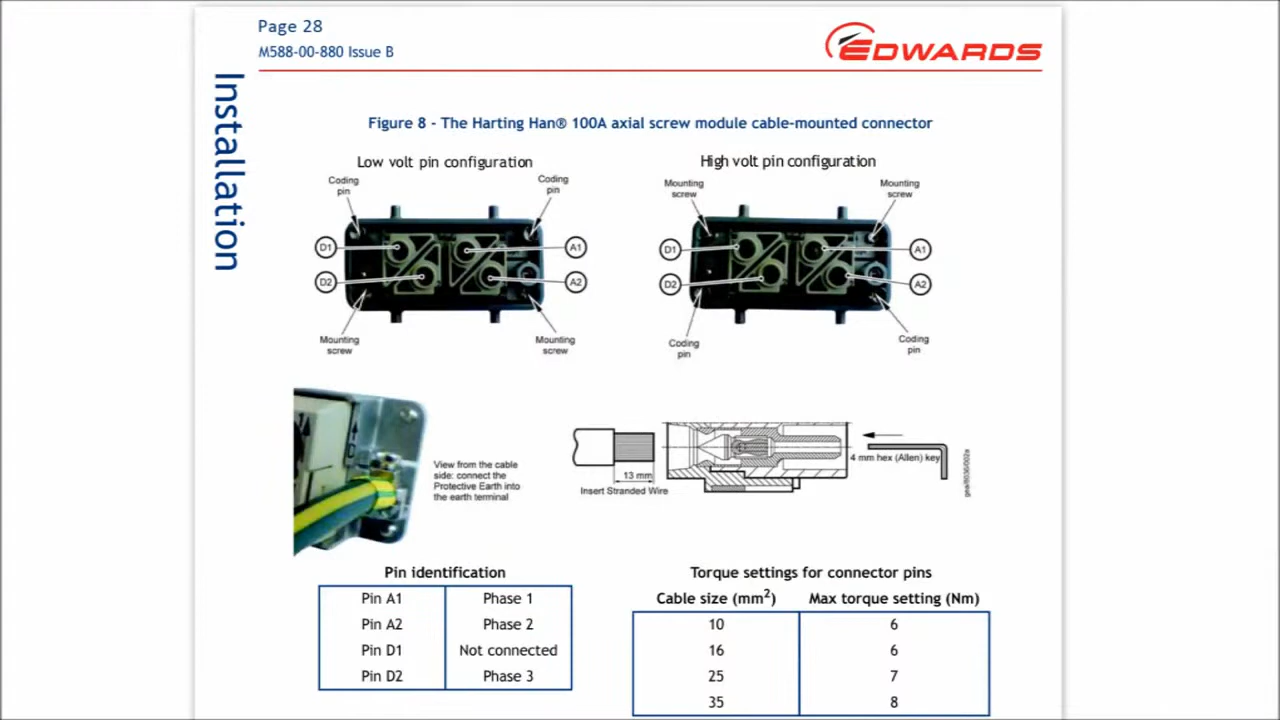 Page 28
M588-00-880 Issue B
EDWARDS
Installation
Figure 8 - The Harting Han® 100A axial screw module cable-mounted connector
Low volt pin configuration
High volt pin configuration
Coding
pin
Coding
pin
Mounting
screw
Mounting
screw
D1
A1
D1
A1
D2
A2
D2
A2
Mounting
screw
Mounting
screw
Coding
pin
Coding
pin
View from the cable
side: connect the
Protective Earth into
the earth terminal
13 mm
Insert Stranded Wire
4 mm hex (Allen) key
Pin identification
Pin A1 Phase 1
Pin A2 Phase 2
Pin D1 Not connected
Pin D2 Phase 3
Torque settings for connector pins
Cable size (mm²) Max torque setting (Nm)
10 6
16 6
25 7
35 8